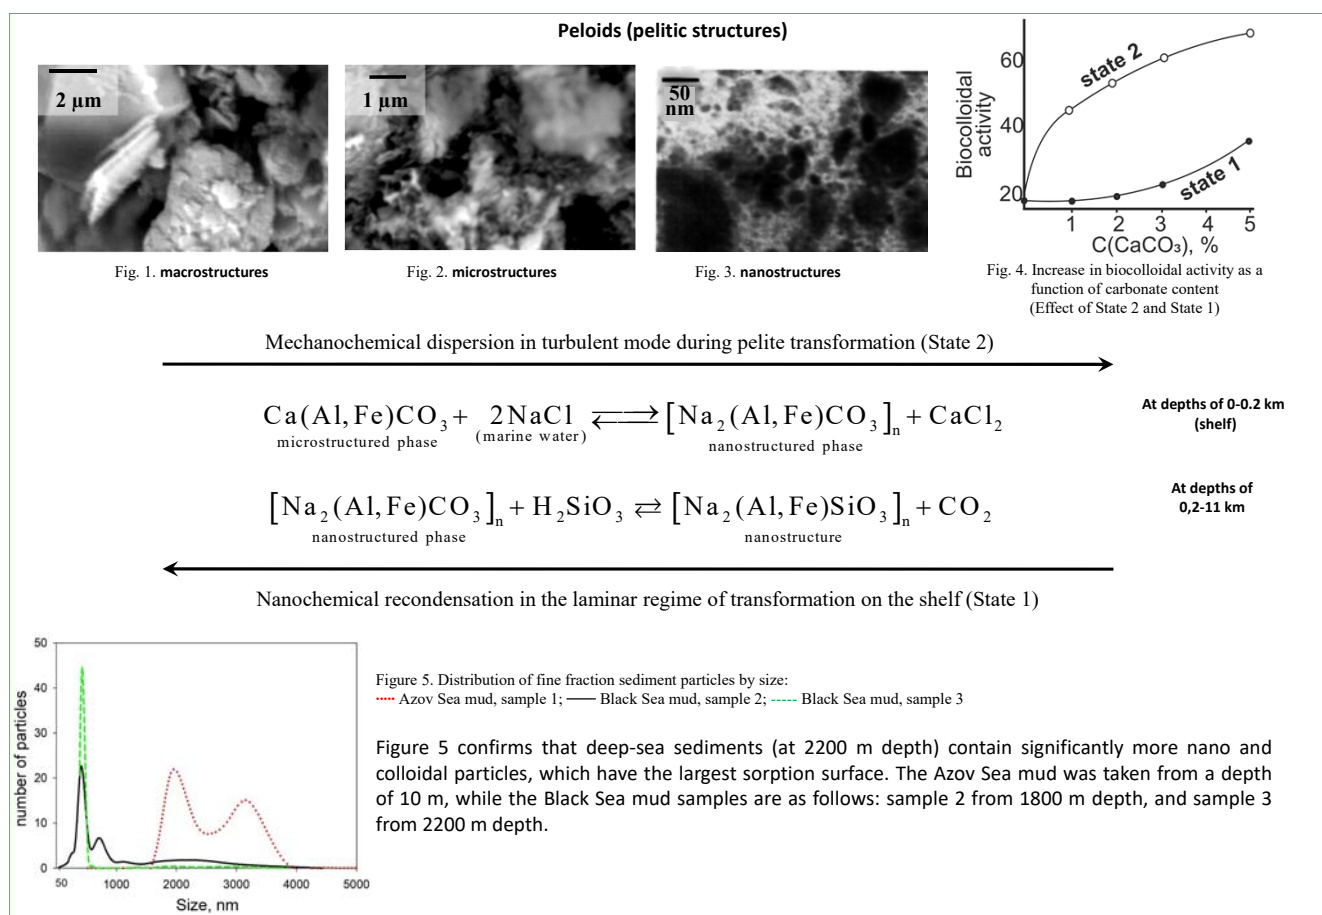 Peloids (pelitic structures)
2 µm
1 µm
50
nm
Fig. 1. macrostructures
Fig. 2. microstructures
Fig. 3. nanostructures
Biocolloidal
activity
60
40
20
state 2
state 1
1 2 3 4 5
C(CaCO₃), %
Fig. 4. Increase in biocolloidal activity as a
function of carbonate content
(Effect of State 2 and State 1)
Mechanochemical dispersion in turbulent mode during pelite transformation (State 2)
Ca(Al,Fe)CO₃ + 2NaCl ⇄ [Na₂(Al,Fe)CO₃]ₙ + CaCl₂
microstructured phase (marine water) nanostructured phase
At depths of 0-0.2 km
(shelf)
[Na₂(Al,Fe)CO₃]ₙ + H₂SiO₃ ⇄ [Na₂(Al,Fe)SiO₃]ₙ + CO₂
nanostructured phase nanostructure
At depths of
0,2-11 km
Nanochemical recondensation in the laminar regime of transformation on the shelf (State 1)
number of particles
50
40
30
20
10
0
50 1000 2000 3000 4000 5000
Size, nm
Figure 5. Distribution of fine fraction sediment particles by size:
Azov Sea mud, sample 1; Black Sea mud, sample 2; Black Sea mud, sample 3
Figure 5 confirms that deep-sea sediments (at 2200 m depth) contain significantly more nano and
colloidal particles, which have the largest sorption surface. The Azov Sea mud was taken from a depth
of 10 m, while the Black Sea mud samples are as follows: sample 2 from 1800 m depth, and sample 3
from 2200 m depth.